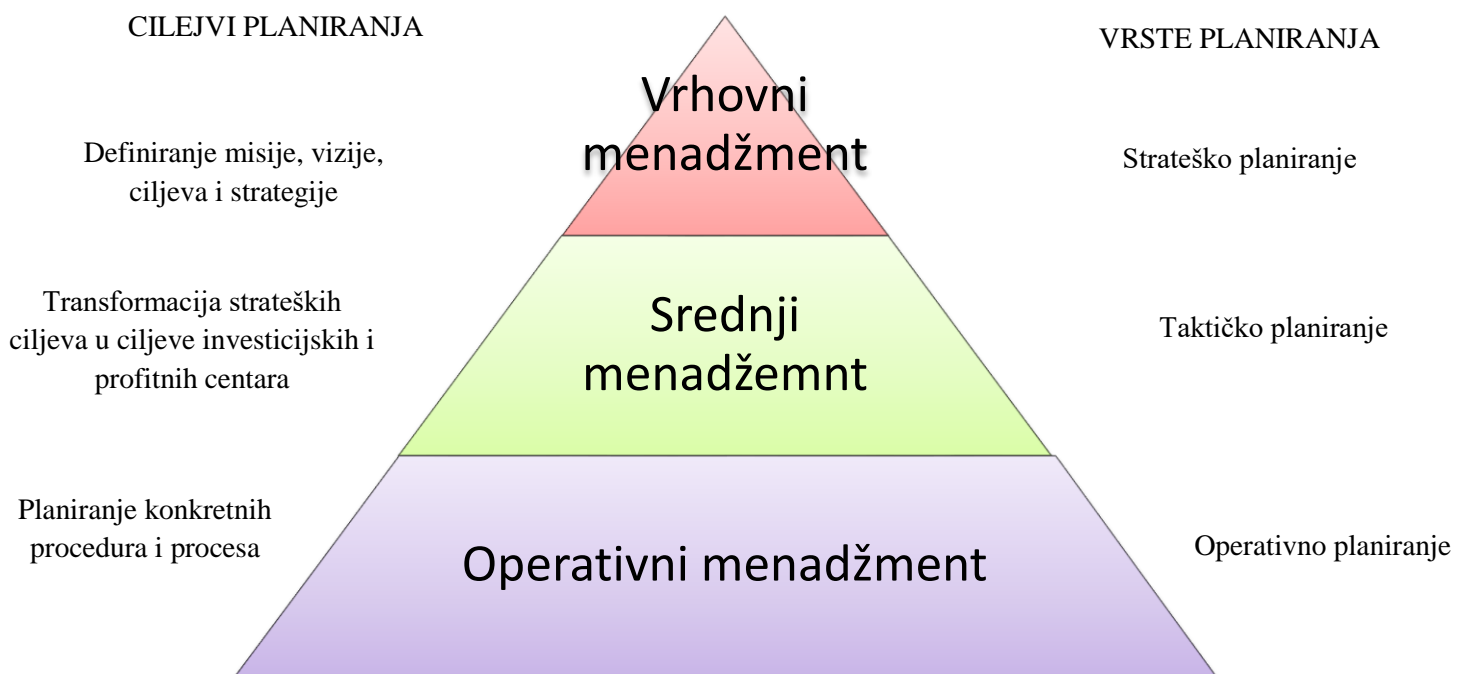 CILEJVI PLANIRANJA
VRSTE PLANIRANJA
Vrhovni
menadžment
Definiranje misije, vizije,
ciljeva i strategije
Strateško planiranje
Srednji
menadžemnt
Transformacija strateških
ciljeva u ciljeve investicijskih i
profitnih centara
Taktičko planiranje
Planiranje konkretnih
procedura i procesa
Operativni menadžment
Operativno planiranje